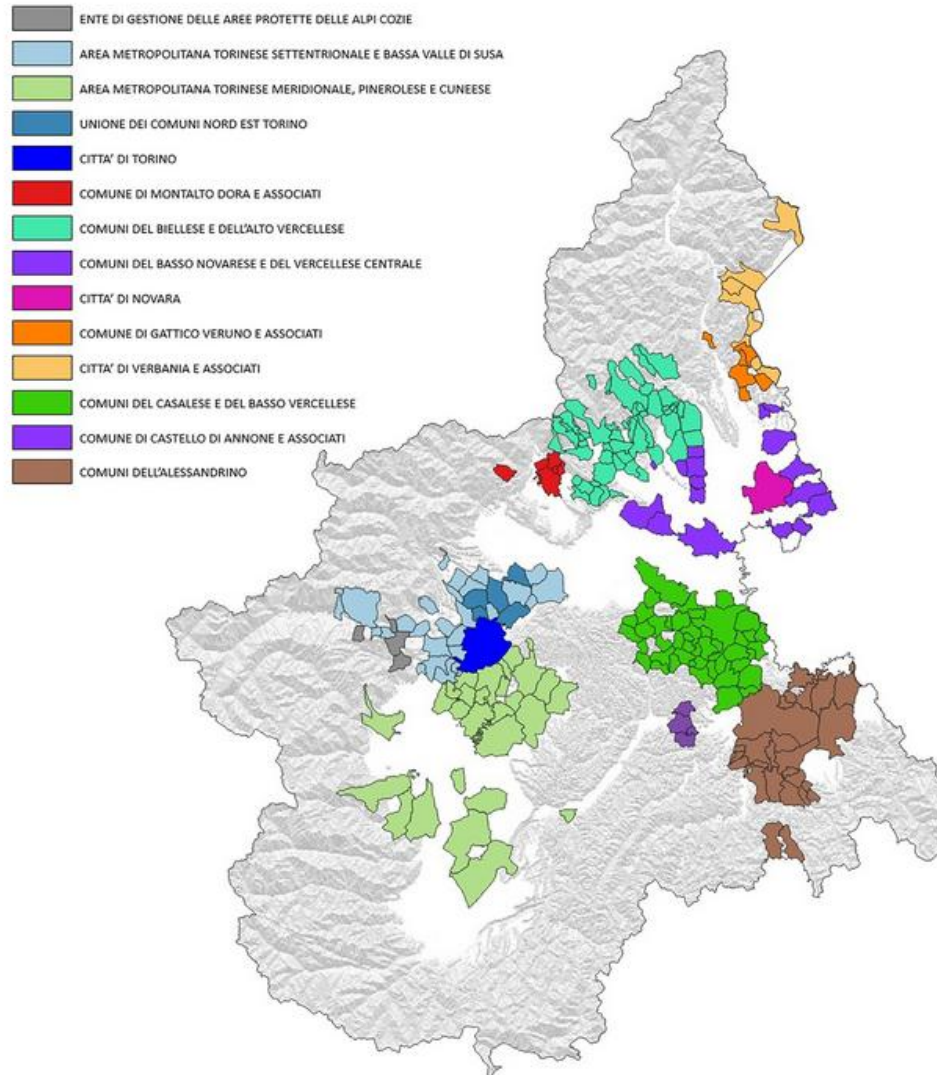 ENTE DI GESTIONE DELLE AREE PROTETTE DELLE ALPI COZIE
AREA METROPOLITANA TORINESE SETTENTRIONALE E BASSA VALLE DI SUSA
AREA METROPOLITANA TORINESE MERIDIONALE, PINEROLESE E CUNEESE
UNIONE DEI COMUNI NORD EST TORINO
CITTA' DI TORINO
COMUNE DI MONTALTO DORA E ASSOCIATI
COMUNI DEL BIELLESE E DELL'ALTO VERCELLESE
COMUNI DEL BASSO NOVARESE E DEL VERCELLESE CENTRALE
CITTA' DI NOVARA
COMUNE DI GATTICO VERUNO E ASSOCIATI
CITTA' DI VERBANIA E ASSOCIATI
COMUNI DEL CASALESE E DEL BASSO VERCELLESE
COMUNE DI CASTELLO DI ANNONE E ASSOCIATI
COMUNI DELL'ALESSANDRINO